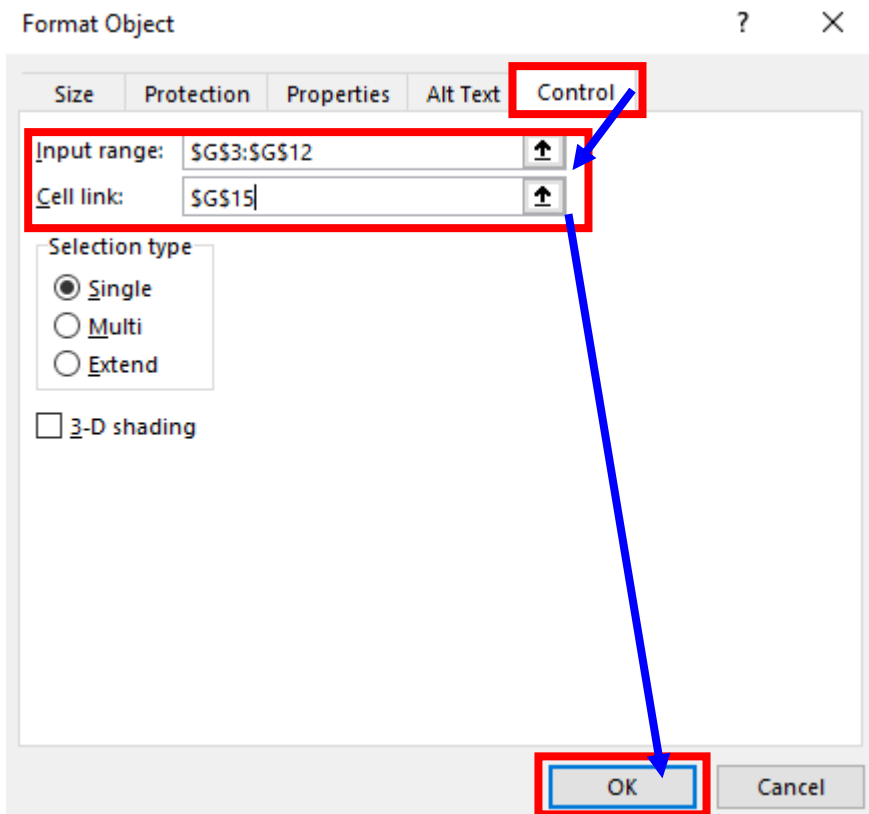 Format Object ? ×
Size Protection Properties Alt Text Control
Input range: $G$3:$G$12
Cell link: $G$15
Selection type
Single
Multi
Extend
3-D shading
OK Cancel